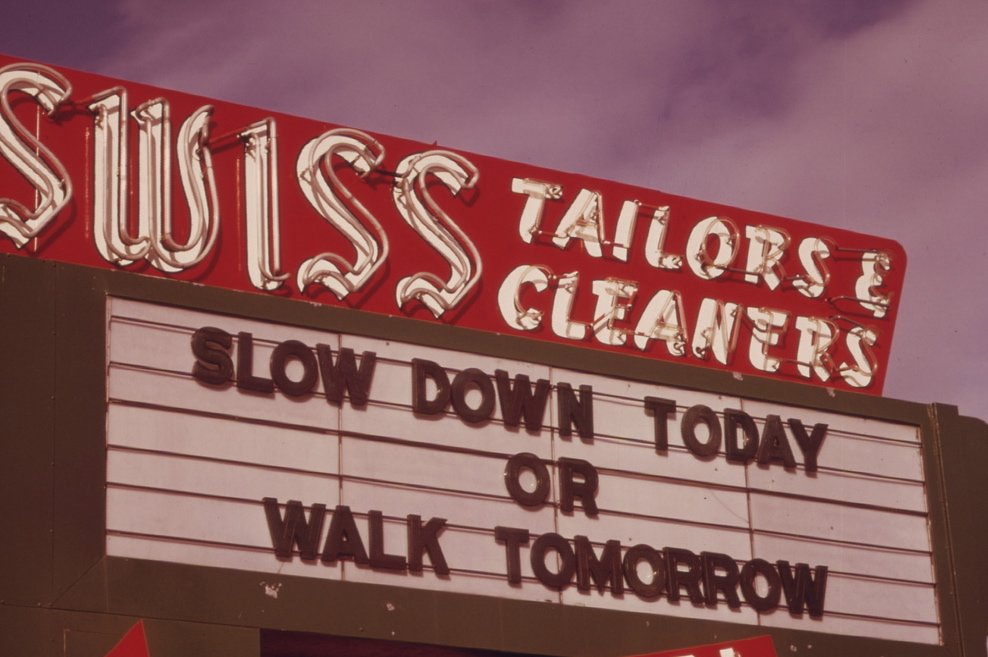 SWISS
TAILORS &
CLEANERS
SLOW DOWN TODAY
OR
WALK TOMORROW